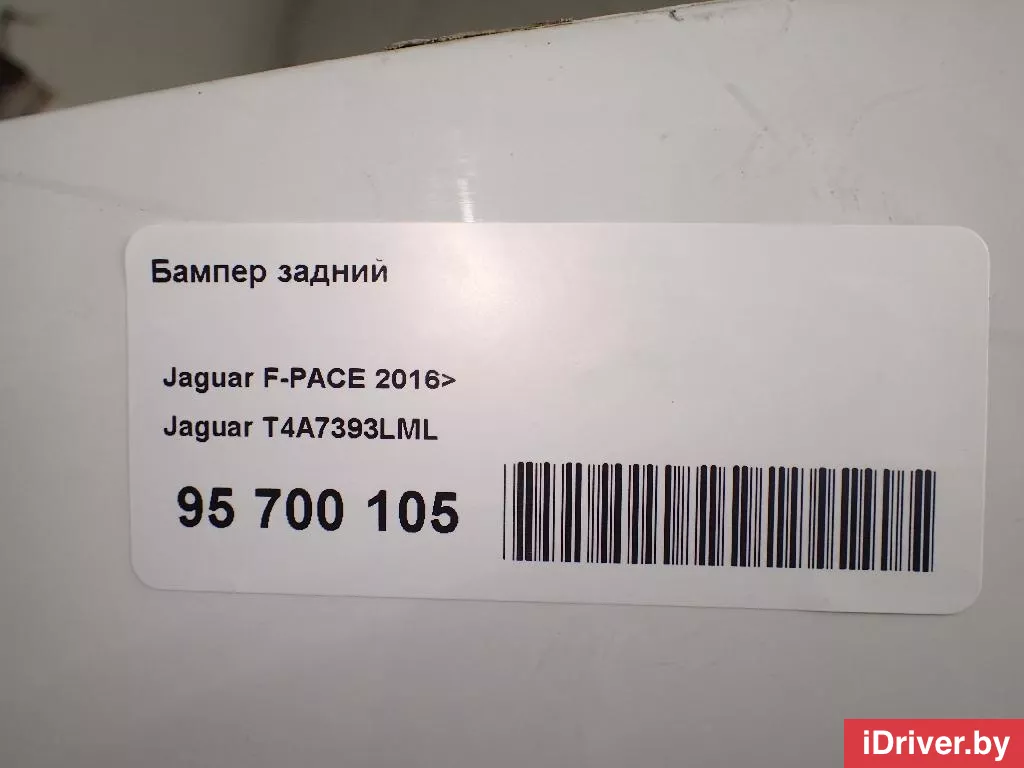 Бампер задний
Jaguar F-PACE 2016>
Jaguar T4A7393LML
95 700 105
iDriver.by